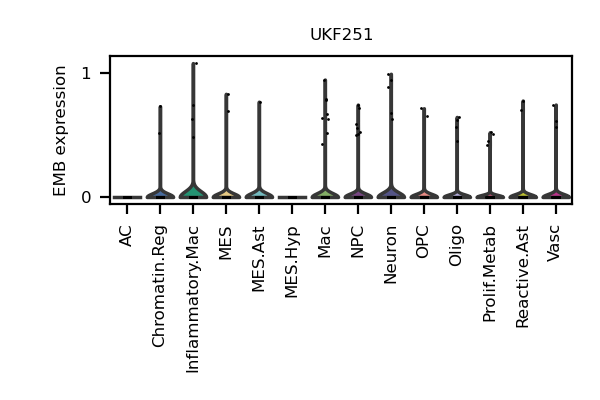 UKF251
EMB expression
1
0
AC
Chromatin.Reg
Inflammatory.Mac
MES
MES.Ast
MES.Hyp
Mac
NPC
Neuron
OPC
Oligo
Prolif.Metab
Reactive.Ast
Vasc